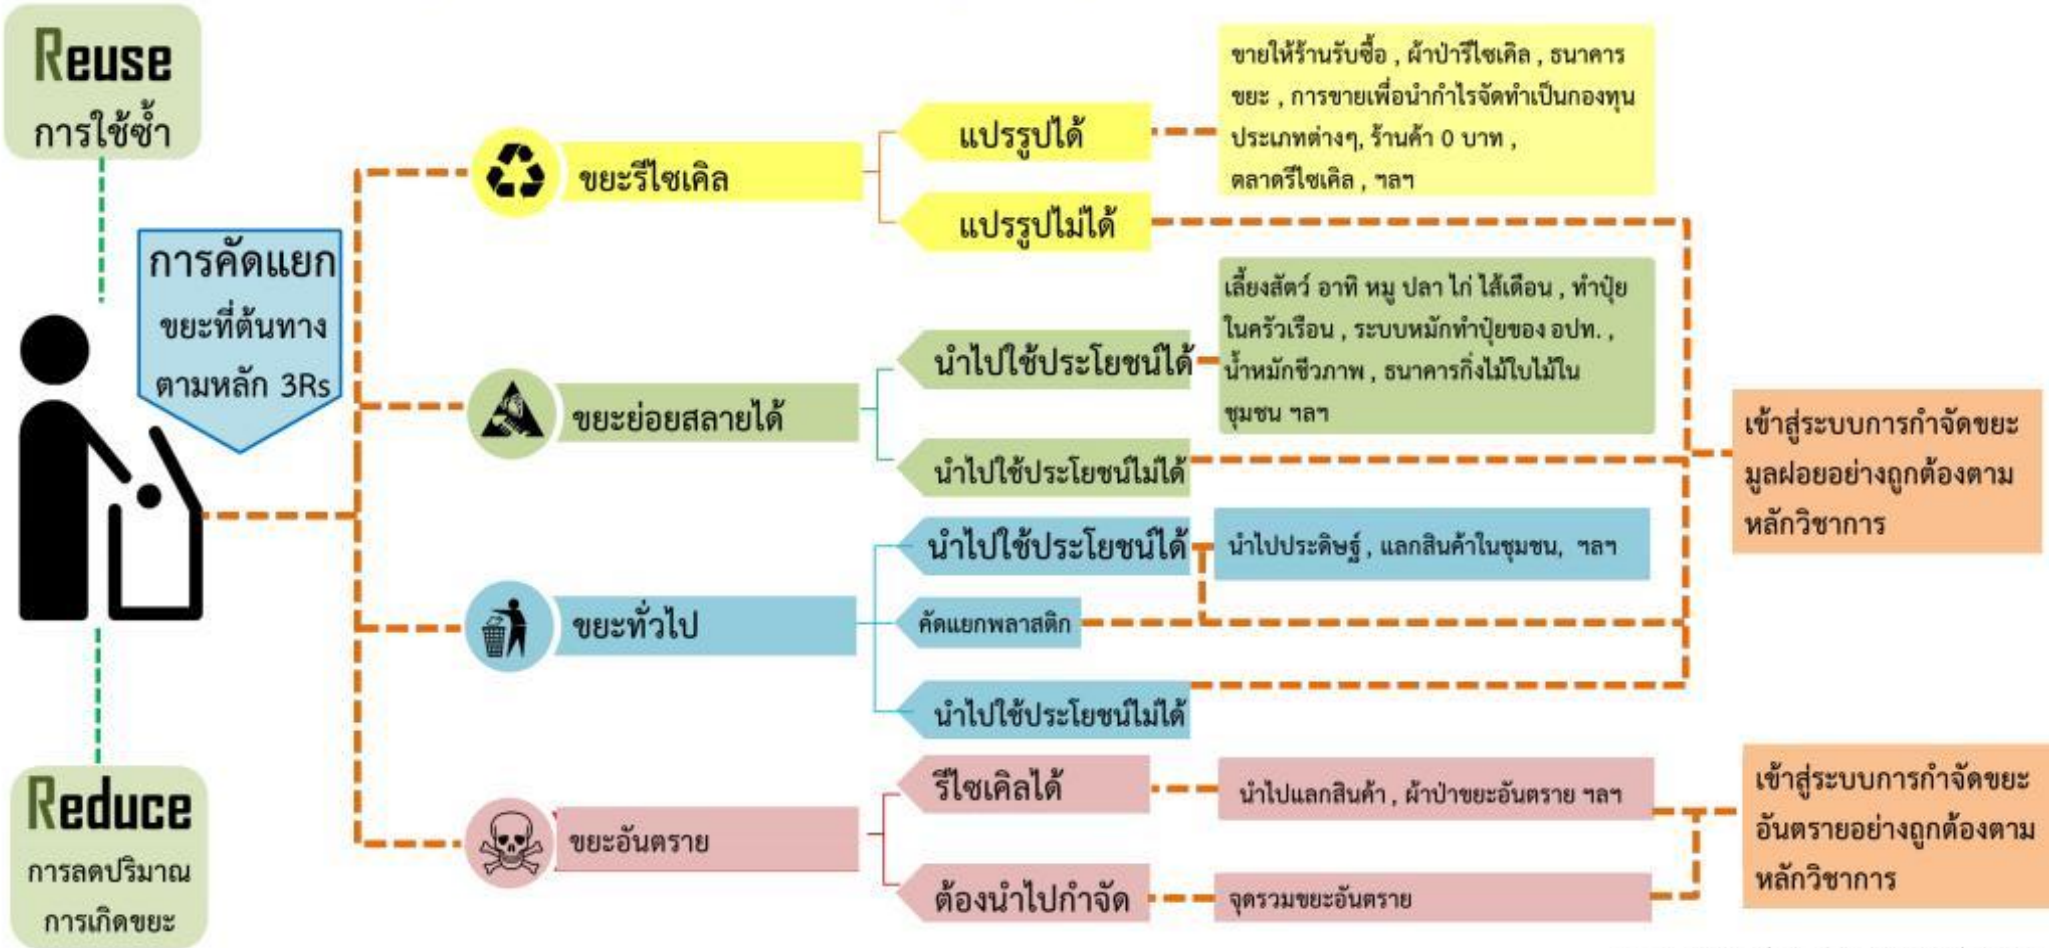 Reuse
การใช้ซ้ำ
การคัดแยก
ขยะที่ต้นทาง
ตามหลัก 3Rs
Reduce
การลดปริมาณ
การเกิดขยะ
ขยะรีไซเคิล
แปรรูปได้
ขายให้ร้านรับซื้อ , ผ้าป่ารีไซเคิล , ธนาคาร
ขยะ , การขายเพื่อนำกำไรจัดทำเป็นกองทุน
ประเภทต่างๆ, ร้านค้า 0 บาท ,
ตลาดรีไซเคิล , ฯลฯ
แปรรูปไม่ได้
ขยะย่อยสลายได้
นำไปใช้ประโยชน์ได้
เลี้ยงสัตว์ อาทิ หมู ปลา ไก่ ไส้เดือน , ทำปุ๋ย
ในครัวเรือน , ระบบหมักทำปุ๋ยของ อปท. ,
น้ำหมักชีวภาพ , ธนาคารกิ่งไม้ใบไม้ใน
ชุมชน ฯลฯ
นำไปใช้ประโยชน์ไม่ได้
ขยะทั่วไป
นำไปใช้ประโยชน์ได้
นำไปประดิษฐ์ , แลกสินค้าในชุมชน, ฯลฯ
คัดแยกพลาสติก
นำไปใช้ประโยชน์ไม่ได้
เข้าสู่ระบบการกำจัดขยะ
มูลฝอยอย่างถูกต้องตาม
หลักวิชาการ
ขยะอันตราย
รีไซเคิลได้
นำไปแลกสินค้า , ผ้าป่าขยะอันตราย ฯลฯ
ต้องนำไปกำจัด
จุดรวมขยะอันตราย
เข้าสู่ระบบการกำจัดขยะ
อันตรายอย่างถูกต้องตาม
หลักวิชาการ